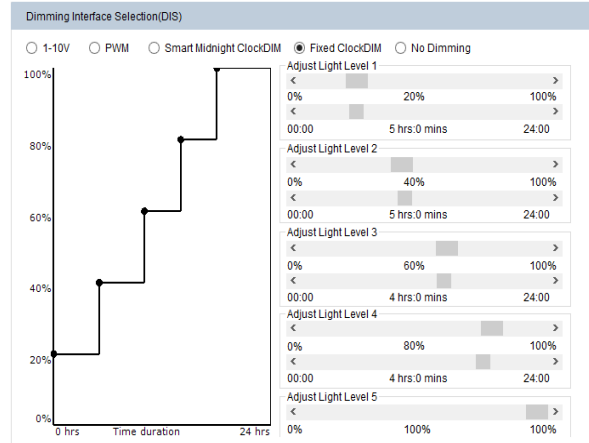 Dimming Interface Selection(DIS)
1-10V PWM Smart Midnight ClockDIM Fixed ClockDIM No Dimming
100%
80%
60%
40%
20%
0%
0 hrs Time duration 24 hrs
Adjust Light Level 1
0% 20% 100%
00:00 5 hrs:0 mins 24:00
Adjust Light Level 2
0% 40% 100%
00:00 5 hrs:0 mins 24:00
Adjust Light Level 3
0% 60% 100%
00:00 4 hrs:0 mins 24:00
Adjust Light Level 4
0% 80% 100%
00:00 4 hrs:0 mins 24:00
Adjust Light Level 5
0% 100% 100%